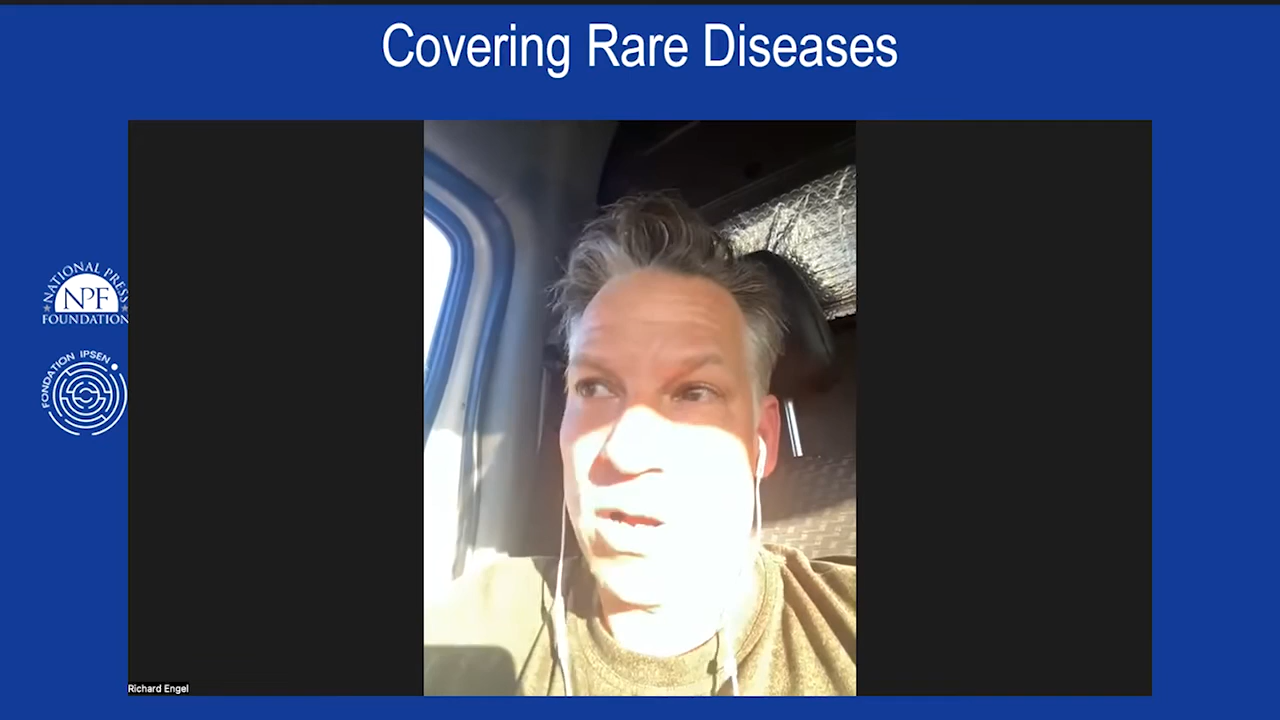 Covering Rare Diseases
NATIONAL PRESS
NPF
FOUNDATION
FONDATION IPSEN
Richard Engel